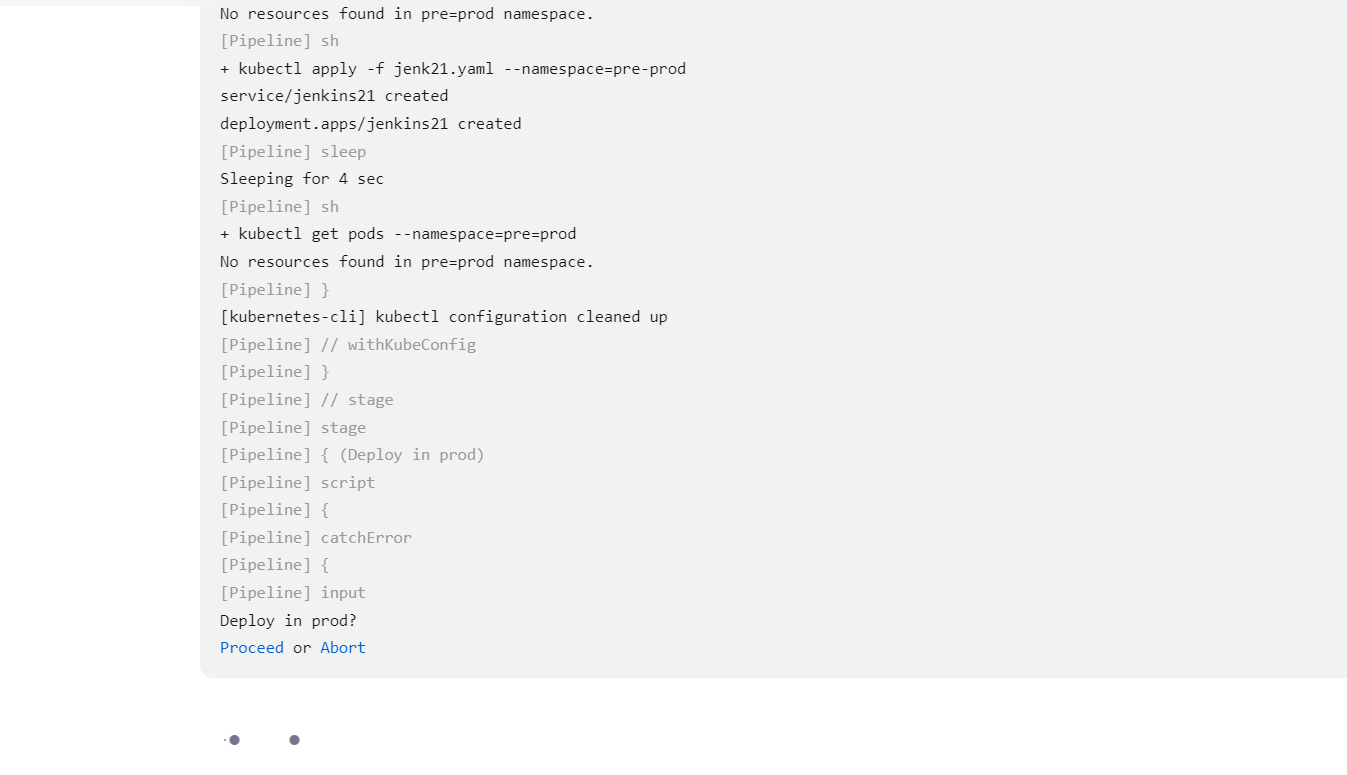 No resources found in pre=prod namespace.
[Pipeline] sh
+ kubectl apply -f jenk21.yaml --namespace=pre-prod
service/jenkins21 created
deployment.apps/jenkins21 created
[Pipeline] sleep
Sleeping for 4 sec
[Pipeline] sh
+ kubectl get pods --namespace=pre=prod
No resources found in pre=prod namespace.
[Pipeline] }
[kubernetes-cli] kubectl configuration cleaned up
[Pipeline] // withKubeConfig
[Pipeline] }
[Pipeline] // stage
[Pipeline] stage
[Pipeline] { (Deploy in prod)
[Pipeline] script
[Pipeline] {
[Pipeline] catchError
[Pipeline] {
[Pipeline] input
Deploy in prod?
Proceed or Abort